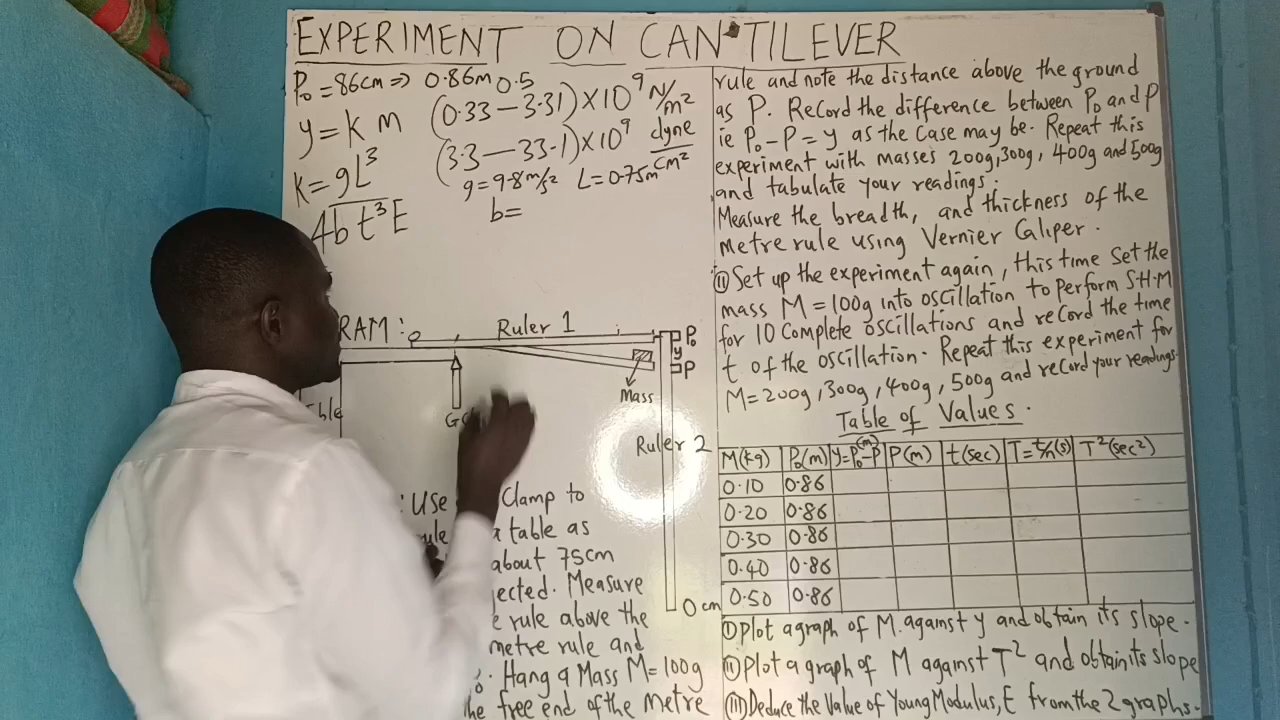 EXPERIMENT ON CANTILEVER
P₀ = 86cm => 0.86m 0.5
y = K m
(0.33 — 3.31) × 10⁹ N/m²
(3.3 — 33.1) × 10⁹ dyne/cm²
K = gL³/4bt³E
g = 9.8m/s² L = 0.75m
b =
RAM :
Ruler 1
P₀
y
P
Mass
Ruler 2
0 cm
: Use Clamp to
a table as
about 75cm
ected. Measure
rule above the
metre rule and
P₀. Hang a Mass M = 100g
the free end of the metre
rule and note the distance above the ground
as P. Record the difference between P₀ and P
ie P₀ - P = y as the case may be. Repeat this
experiment with masses 200g, 300g, 400g and 500g
and tabulate your readings.
Measure the breadth, and thickness of the
metre rule using Vernier Caliper.
(ii) Set up the experiment again, this time set the
mass M = 100g into oscillation to perform S.H.M
for 10 Complete oscillations and record the time
t of the oscillation. Repeat this experiment for
M = 200g, 300g, 400g, 500g and record your readings.
Table of Values.
M(kg) P₀(m) y=P₀-P (m) P(m) t(sec) T=t/n(s) T²(sec²)
0.10 0.86
0.20 0.86
0.30 0.86
0.40 0.86
0.50 0.86
(i) Plot a graph of M. against y and obtain its slope.
(ii) Plot a graph of M against T² and obtain its slope
(iii) Deduce the Value of Young Modulus, E from the 2 graphs.